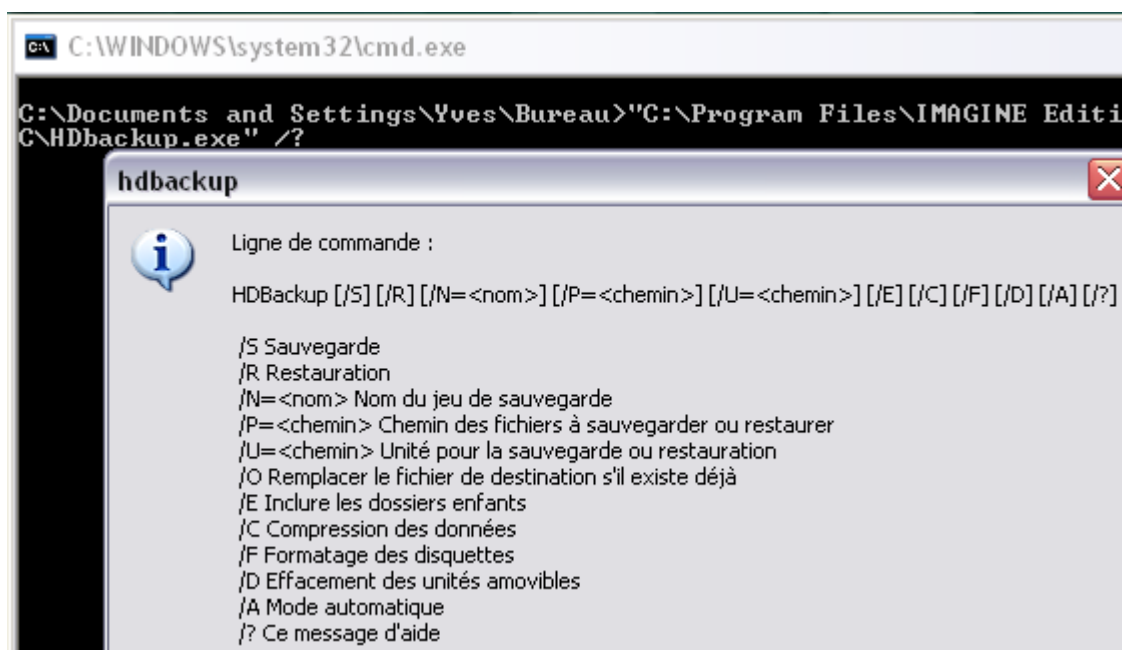 C:\WINDOWS\system32\cmd.exe
C:\Documents and Settings\Yves\Bureau>"C:\Program Files\IMAGINE Editi
C\HDbackup.exe" /?
hdbackup
Ligne de commande :
HDBackup [/S] [/R] [/N=<nom>] [/P=<chemin>] [/U=<chemin>] [/E] [/C] [/F] [/D] [/A] [/?]
/S Sauvegarde
/R Restauration
/N=<nom> Nom du jeu de sauvegarde
/P=<chemin> Chemin des fichiers à sauvegarder ou restaurer
/U=<chemin> Unité pour la sauvegarde ou restauration
/O Remplacer le fichier de destination s'il existe déjà
/E Inclure les dossiers enfants
/C Compression des données
/F Formatage des disquettes
/D Effacement des unités amovibles
/A Mode automatique
/? Ce message d'aide